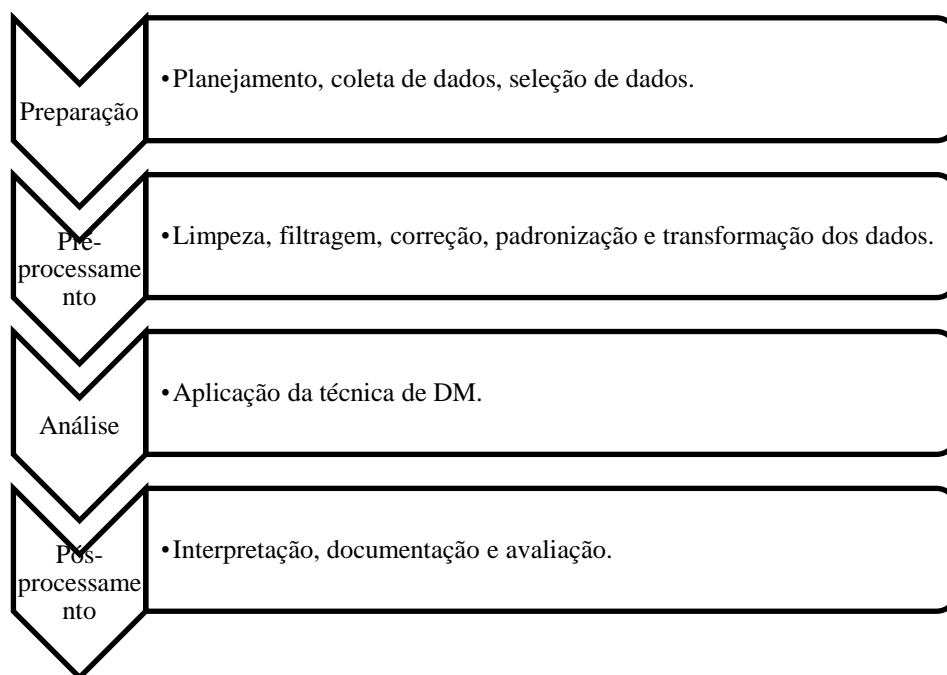 Preparação
•Planejamento, coleta de dados, seleção de dados.
Pré-
processame
nto
•Limpeza, filtragem, correção, padronização e transformação dos dados.
Análise
•Aplicação da técnica de DM.
Pós-
processame
nto
•Interpretação, documentação e avaliação.